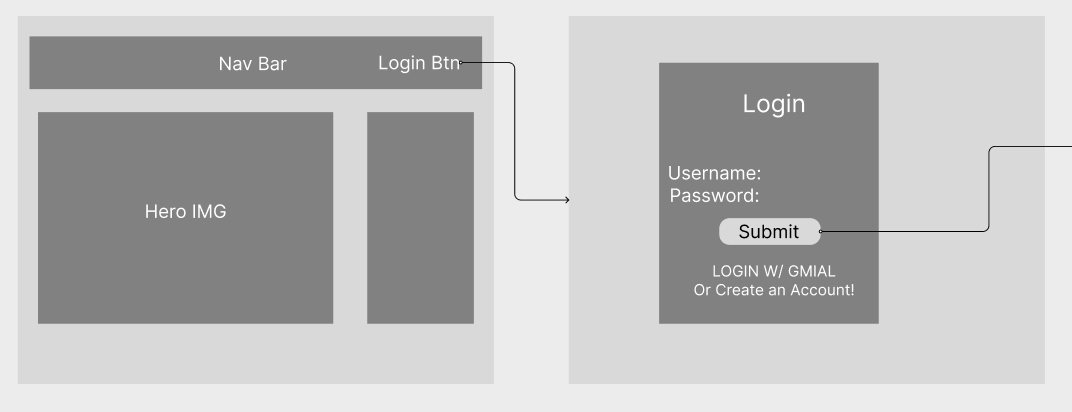 Nav Bar
Login Btn
Hero IMG
Login
Username:
Password:
Submit
LOGIN W/ GMIAL
Or Create an Account!